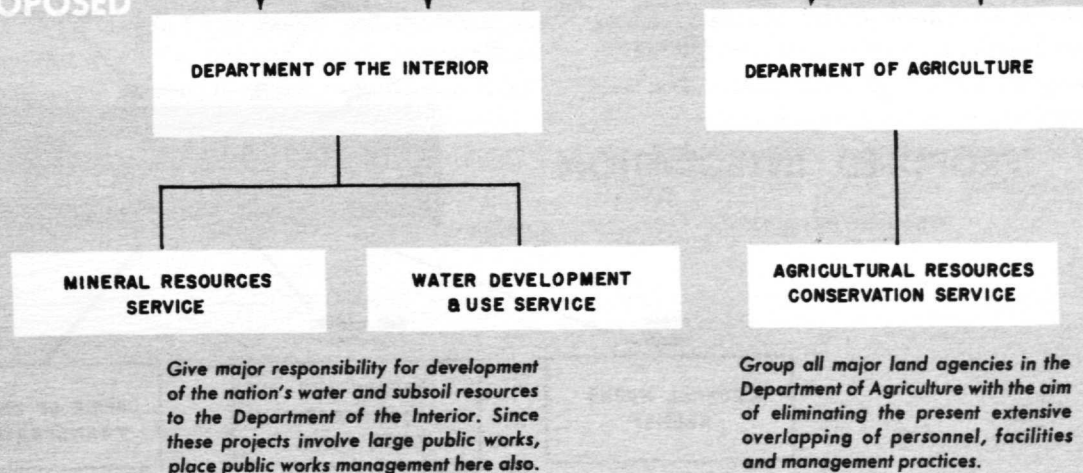 DEPARTMENT OF THE INTERIOR
DEPARTMENT OF AGRICULTURE
MINERAL RESOURCES
SERVICE
WATER DEVELOPMENT
& USE SERVICE
AGRICULTURAL RESOURCES
CONSERVATION SERVICE
Give major responsibility for development
of the nation's water and subsoil resources
to the Department of the Interior. Since
these projects involve large public works,
place public works management here also.
Group all major land agencies in the
Department of Agriculture with the aim
of eliminating the present extensive
overlapping of personnel, facilities
and management practices.